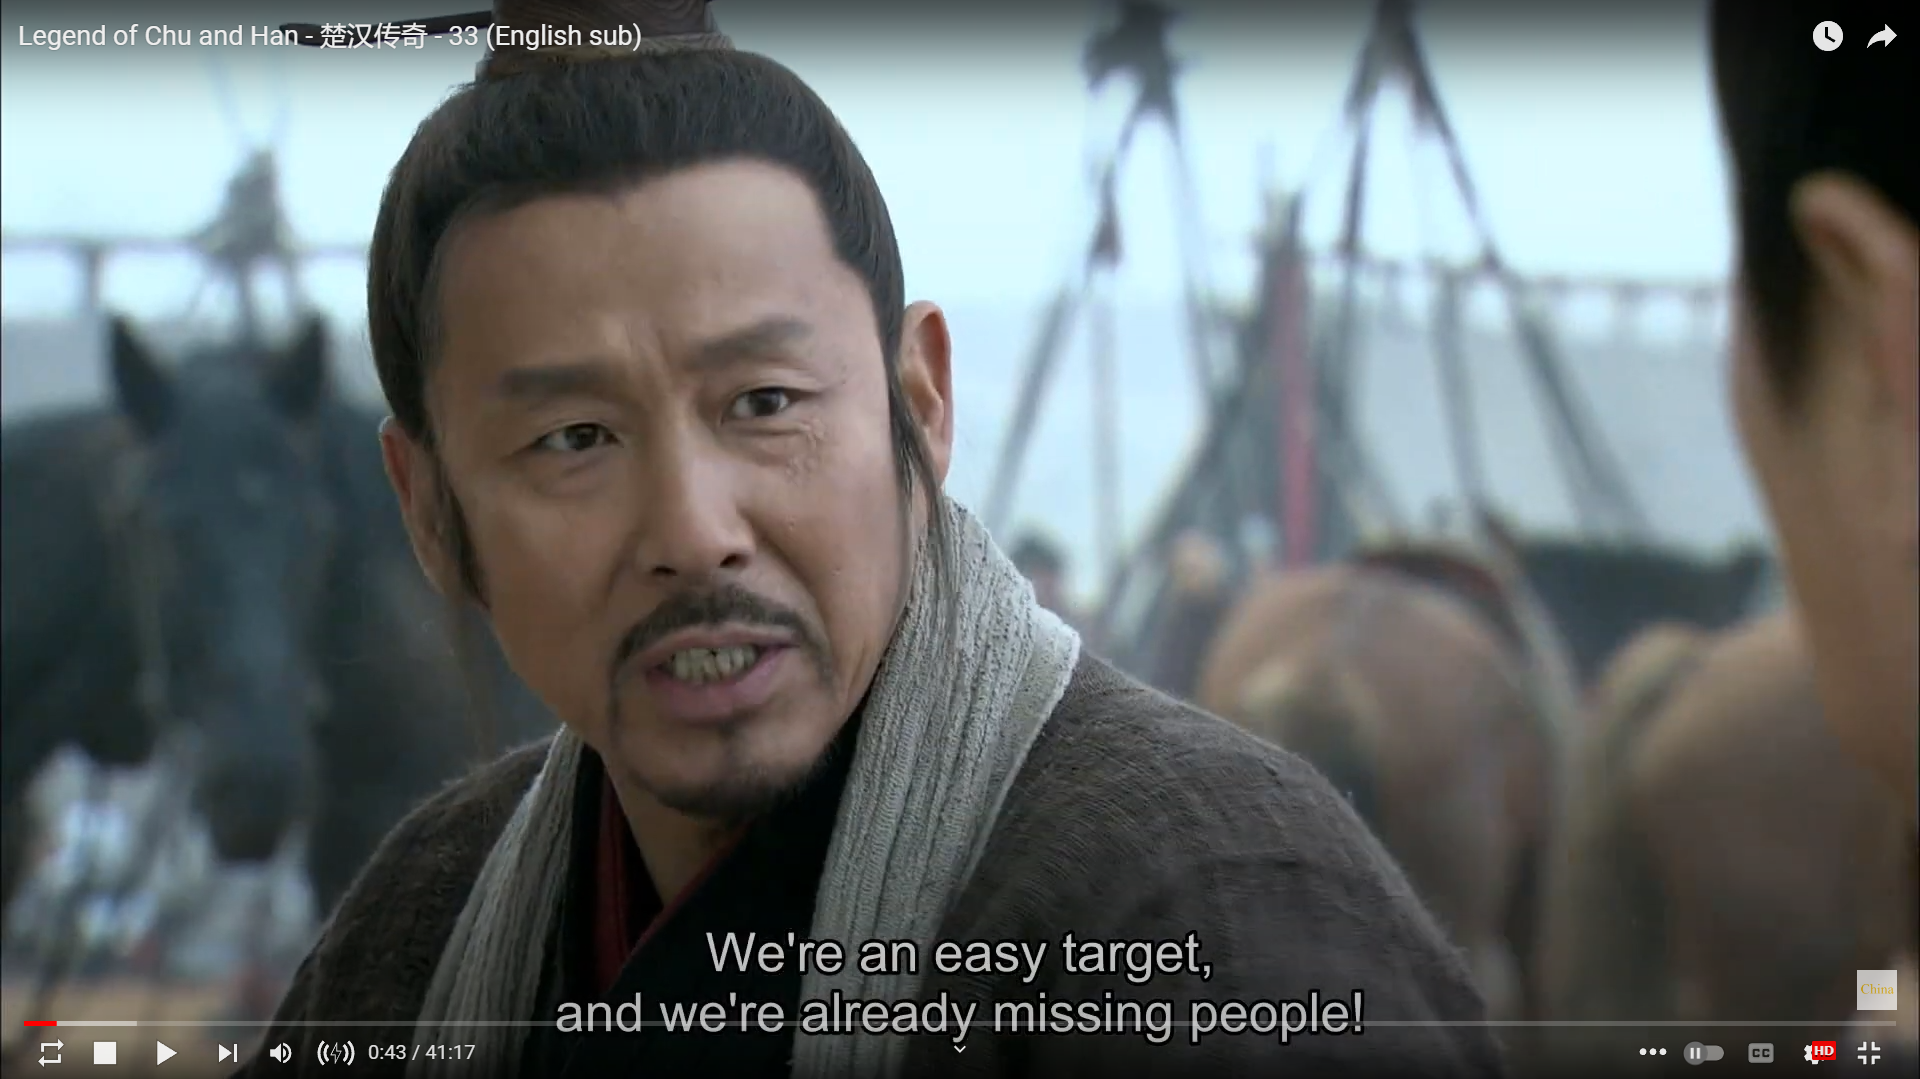 Legend of Chu and Han - 楚汉传奇 - 33 (English sub)
We're an easy target,
and we're already missing people!
China
0:43 / 41:17
CC
HD